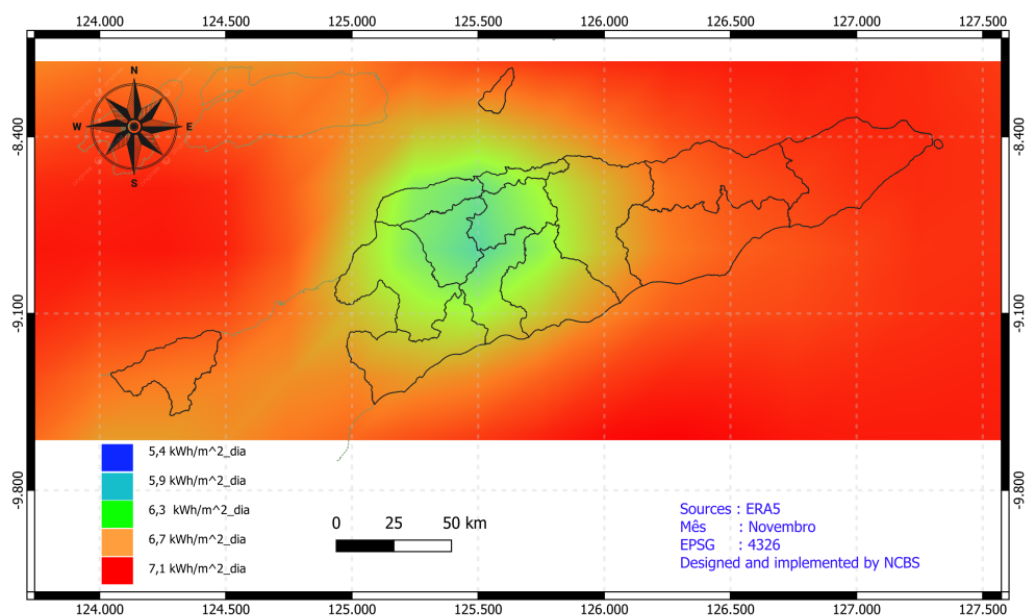 124.000 124.500 125.000 125.500 126.000 126.500 127.000 127.500
N
W E
S
-8.400 -8.400
-9.100 -9.100
-9.800 -9.800
5,4 kWh/m^2_dia
5,9 kWh/m^2_dia
6,3 kWh/m^2_dia
6,7 kWh/m^2_dia
7,1 kWh/m^2_dia
0 25 50 km
Sources : ERA5
Mês : Novembro
EPSG : 4326
Designed and implemented by NCBS
124.000 124.500 125.000 125.500 126.000 126.500 127.000 127.500